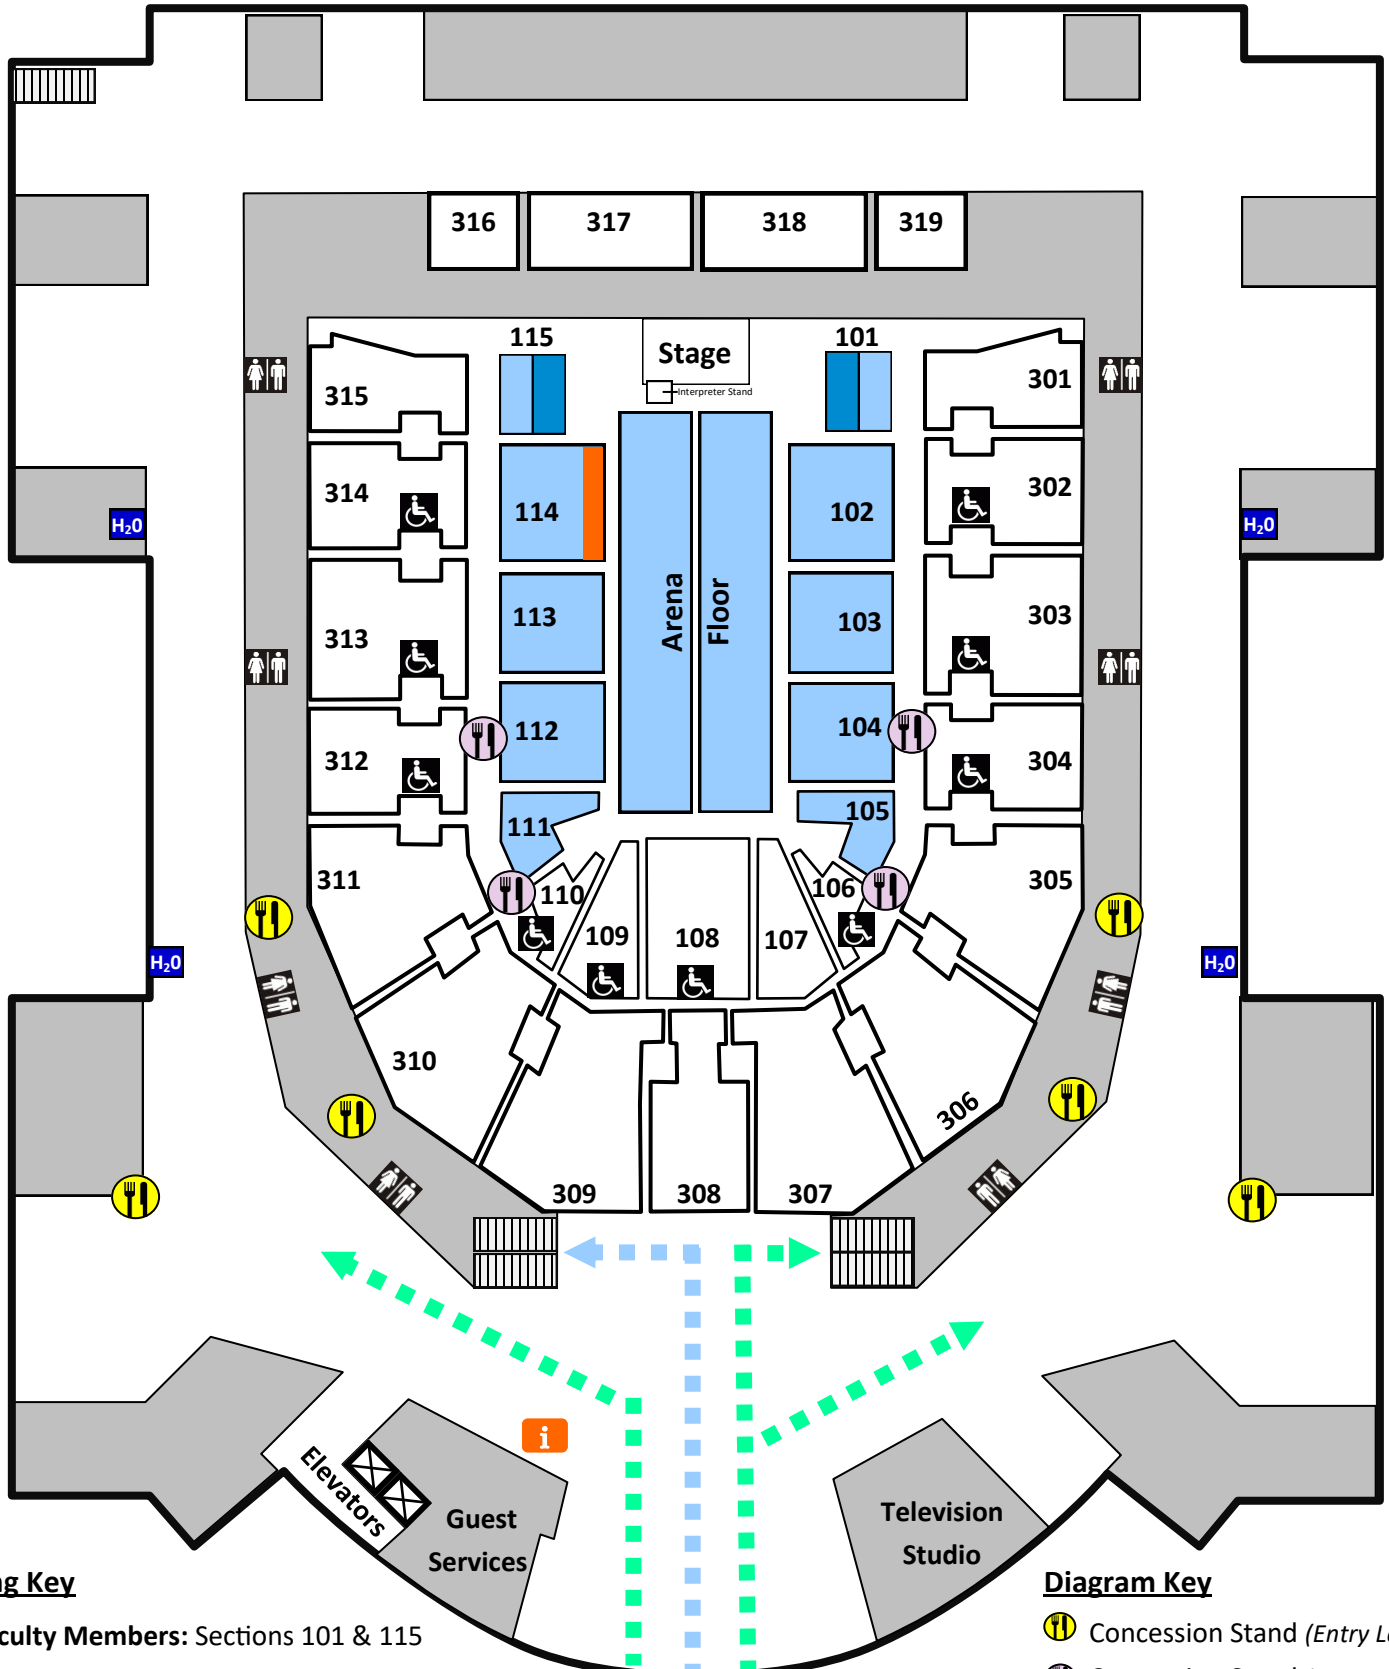 316 317 318 319
115 Stage 101
Interpreter Stand
315 301
314 114 102 302
H₂0 H₂0
113 Arena Floor 103
313 303
312 112 104 304
111 105
311 110 106 305
109 108 107
H₂0 H₂0
310 306
309 308 307
i
Elevators
Guest
Services
Television
Studio
g Key
culty Members: Sections 101 & 115
Diagram Key
Concession Stand (Entry L